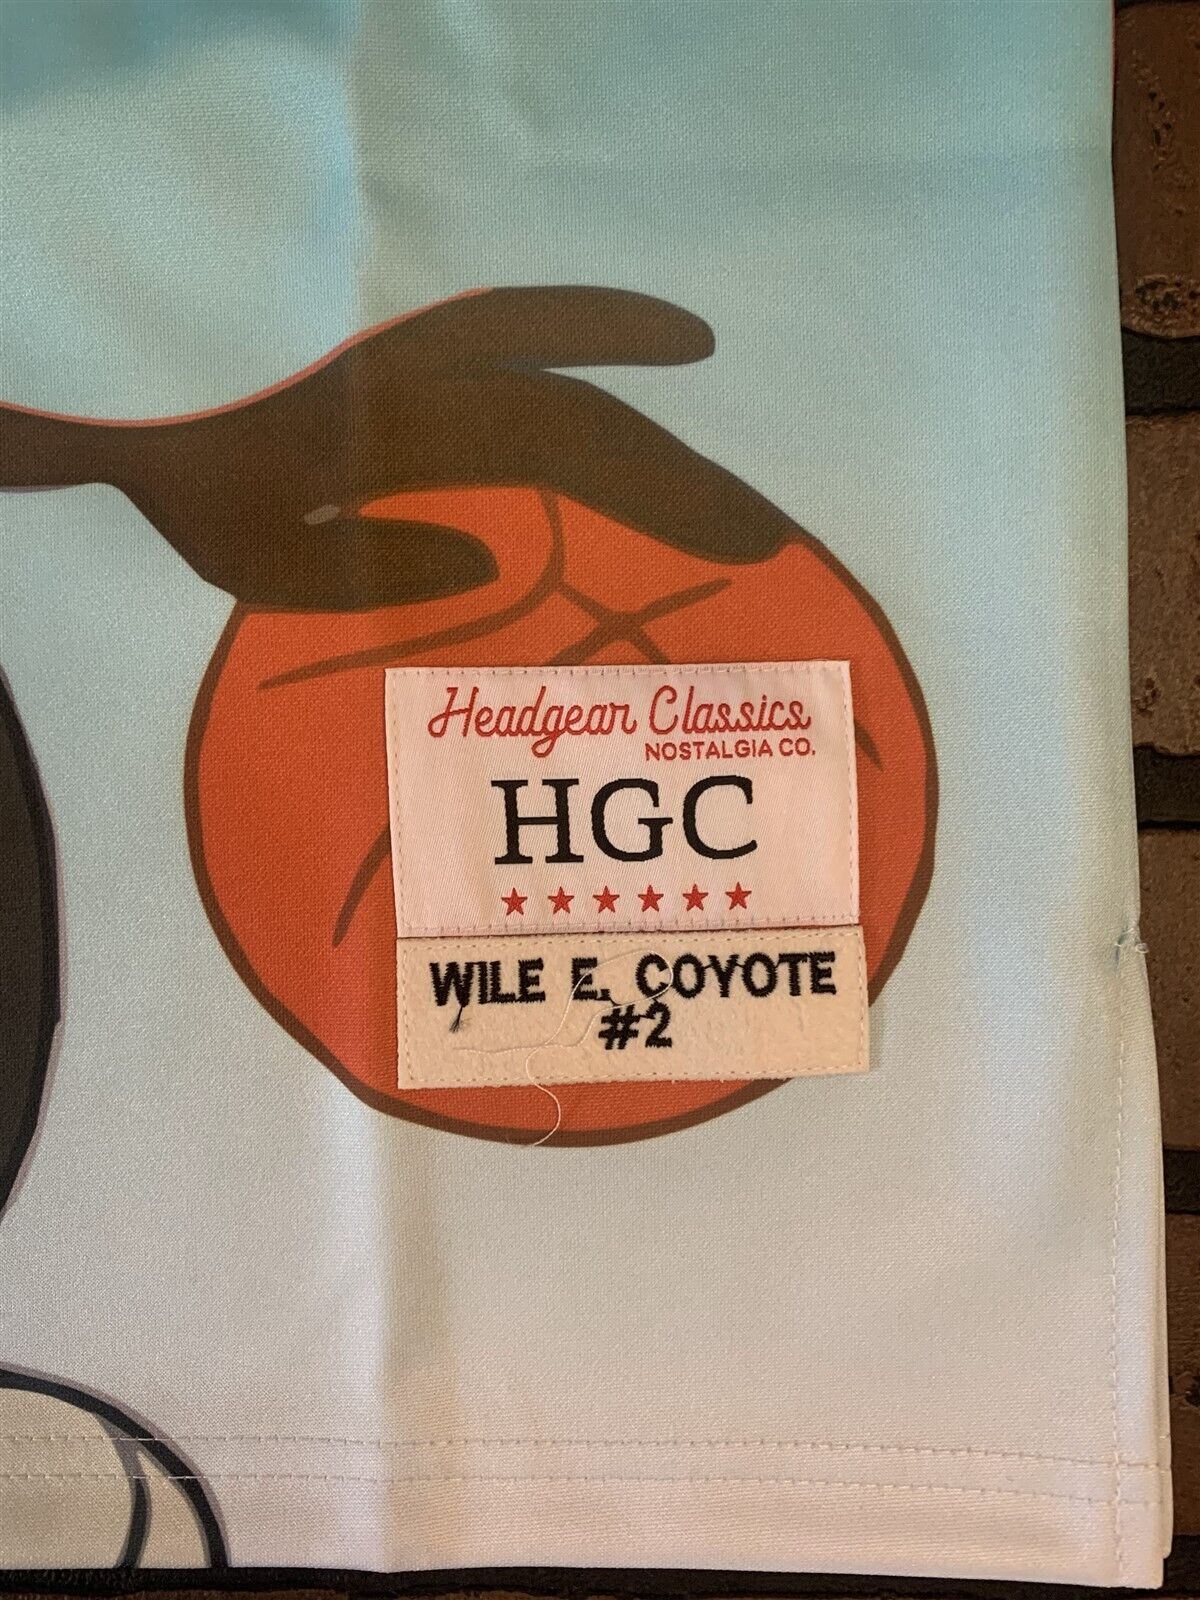 Headgear Classics
NOSTALGIA CO.
HGC
WILE E. COYOTE
#2